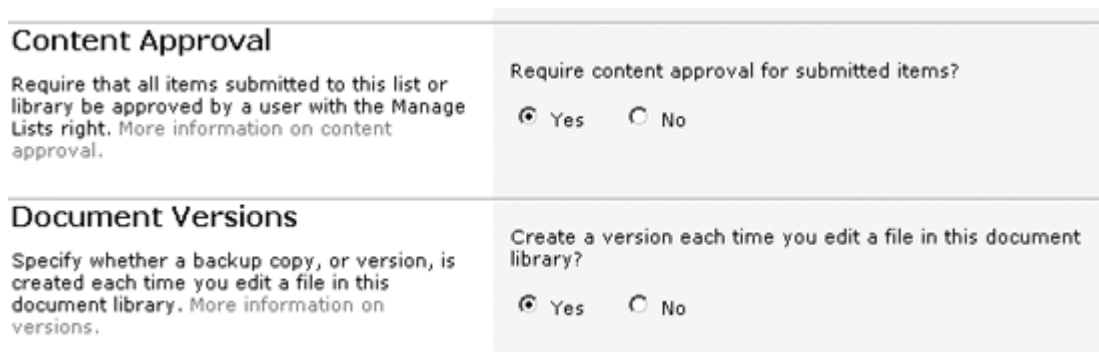 Content Approval
Require that all items submitted to this list or
library be approved by a user with the Manage
Lists right. More information on content
approval.
Require content approval for submitted items?
Yes No
Document Versions
Specify whether a backup copy, or version, is
created each time you edit a file in this
document library. More information on
versions.
Create a version each time you edit a file in this document
library?
Yes No